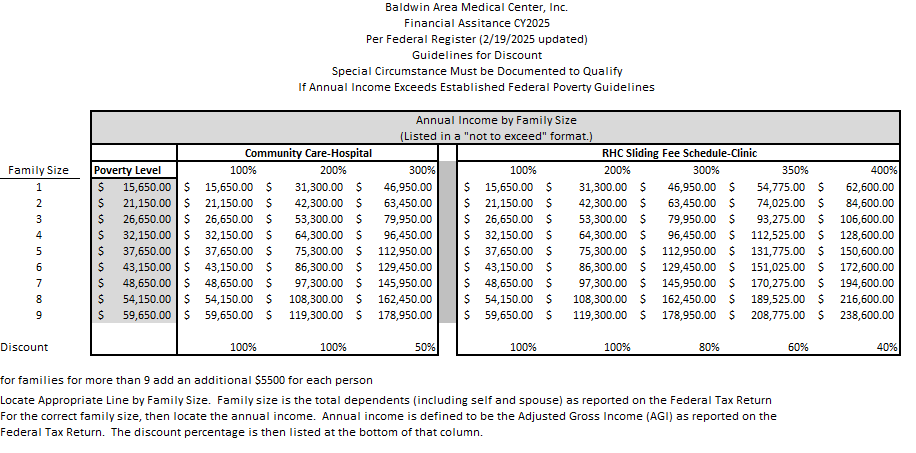 Baldwin Area Medical Center, Inc.
Financial Assitance CY2025
Per Federal Register (2/19/2025 updated)
Guidelines for Discount
Special Circumstance Must be Documented to Qualify
If Annual Income Exceeds Established Federal Poverty Guidelines
Annual Income by Family Size
(Listed in a "not to exceed" format.)
Community Care-Hospital RHC Sliding Fee Schedule-Clinic
Family Size Poverty Level 100% 200% 300% 100% 200% 300% 350% 400%
1 $ 15,650.00 $ 15,650.00 $ 31,300.00 $ 46,950.00 $ 15,650.00 $ 31,300.00 $ 46,950.00 $ 54,775.00 $ 62,600.00
2 $ 21,150.00 $ 21,150.00 $ 42,300.00 $ 63,450.00 $ 21,150.00 $ 42,300.00 $ 63,450.00 $ 74,025.00 $ 84,600.00
3 $ 26,650.00 $ 26,650.00 $ 53,300.00 $ 79,950.00 $ 26,650.00 $ 53,300.00 $ 79,950.00 $ 93,275.00 $ 106,600.00
4 $ 32,150.00 $ 32,150.00 $ 64,300.00 $ 96,450.00 $ 32,150.00 $ 64,300.00 $ 96,450.00 $ 112,525.00 $ 128,600.00
5 $ 37,650.00 $ 37,650.00 $ 75,300.00 $ 112,950.00 $ 37,650.00 $ 75,300.00 $ 112,950.00 $ 131,775.00 $ 150,600.00
6 $ 43,150.00 $ 43,150.00 $ 86,300.00 $ 129,450.00 $ 43,150.00 $ 86,300.00 $ 129,450.00 $ 151,025.00 $ 172,600.00
7 $ 48,650.00 $ 48,650.00 $ 97,300.00 $ 145,950.00 $ 48,650.00 $ 97,300.00 $ 145,950.00 $ 170,275.00 $ 194,600.00
8 $ 54,150.00 $ 54,150.00 $ 108,300.00 $ 162,450.00 $ 54,150.00 $ 108,300.00 $ 162,450.00 $ 189,525.00 $ 216,600.00
9 $ 59,650.00 $ 59,650.00 $ 119,300.00 $ 178,950.00 $ 59,650.00 $ 119,300.00 $ 178,950.00 $ 208,775.00 $ 238,600.00
Discount 100% 100% 50% 100% 100% 80% 60% 40%
for families for more than 9 add an additional $5500 for each person
Locate Appropriate Line by Family Size. Family size is the total dependents (including self and spouse) as reported on the Federal Tax Return
For the correct family size, then locate the annual income. Annual income is defined to be the Adjusted Gross Income (AGI) as reported on the
Federal Tax Return. The discount percentage is then listed at the bottom of that column.